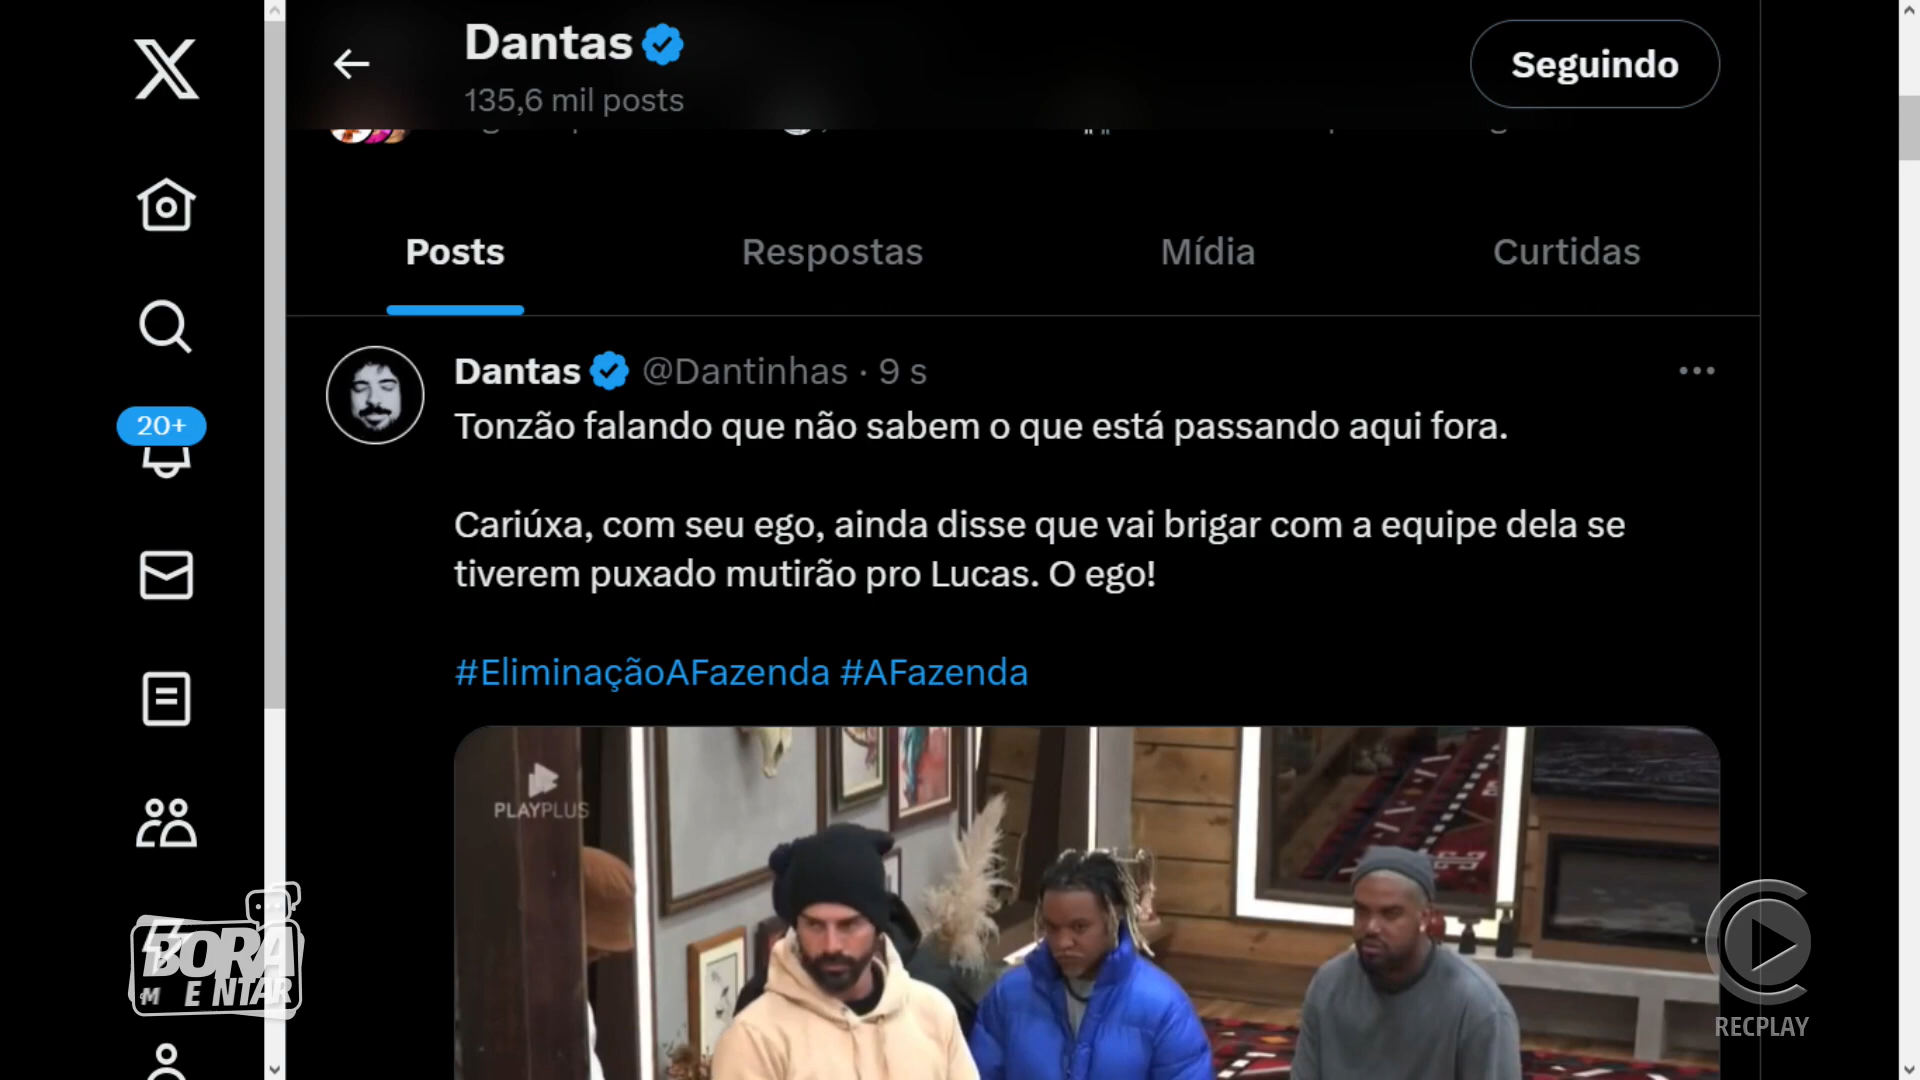 Dantas
135,6 mil posts
Seguindo
Posts
Respostas
Mídia
Curtidas
Dantas @Dantinhas · 9 s
Tonzão falando que não sabem o que está passando aqui fora.
Cariúxa, com seu ego, ainda disse que vai brigar com a equipe dela se
tiverem puxado mutirão pro Lucas. O ego!
#EliminaçãoAFazenda #AFazenda
20+
PLAYPLUS
BORA
RECPLAY